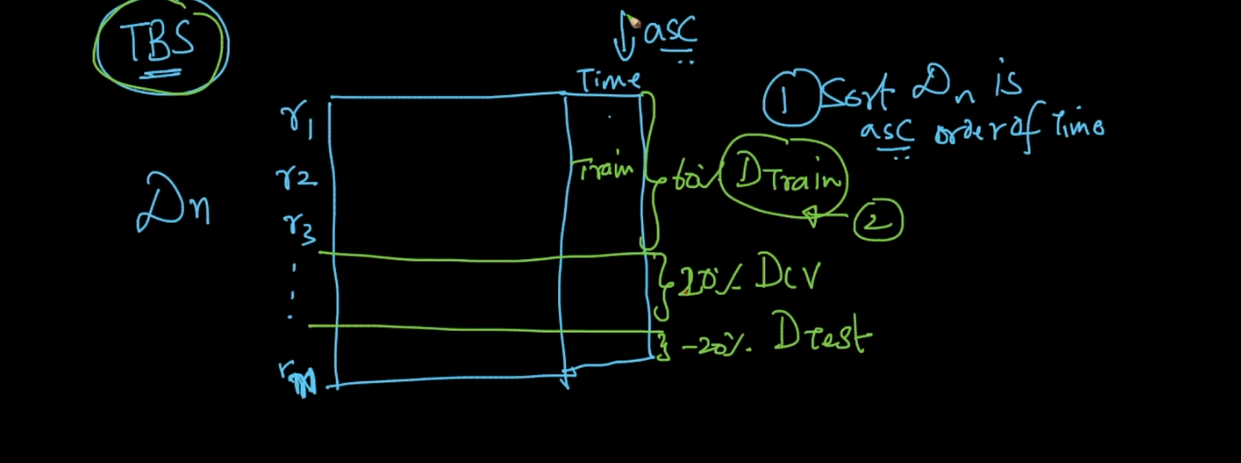 TBS
↓ asc
Time
① Sort Dn is
asc order of Time
r1
r2
r3
rn
Dn
Train
60% DTrain
②
20% Dcv
-20%. DTest